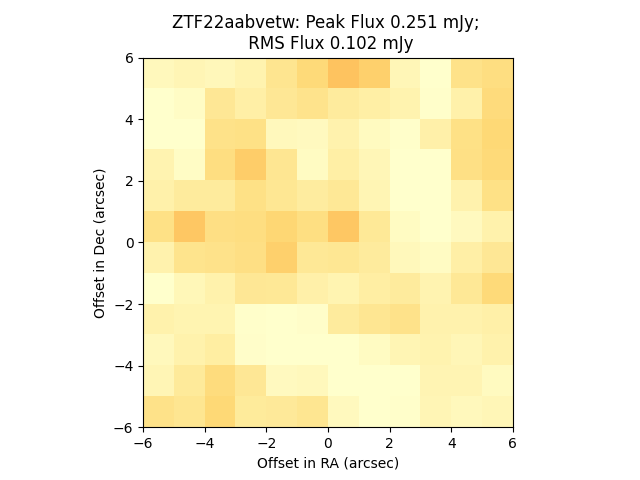 ZTF22aabvetw: Peak Flux 0.251 mJy;
RMS Flux 0.102 mJy
6
4
2
0
−2
−4
−6
Offset in Dec (arcsec)
−6 −4 −2 0 2 4 6
Offset in RA (arcsec)